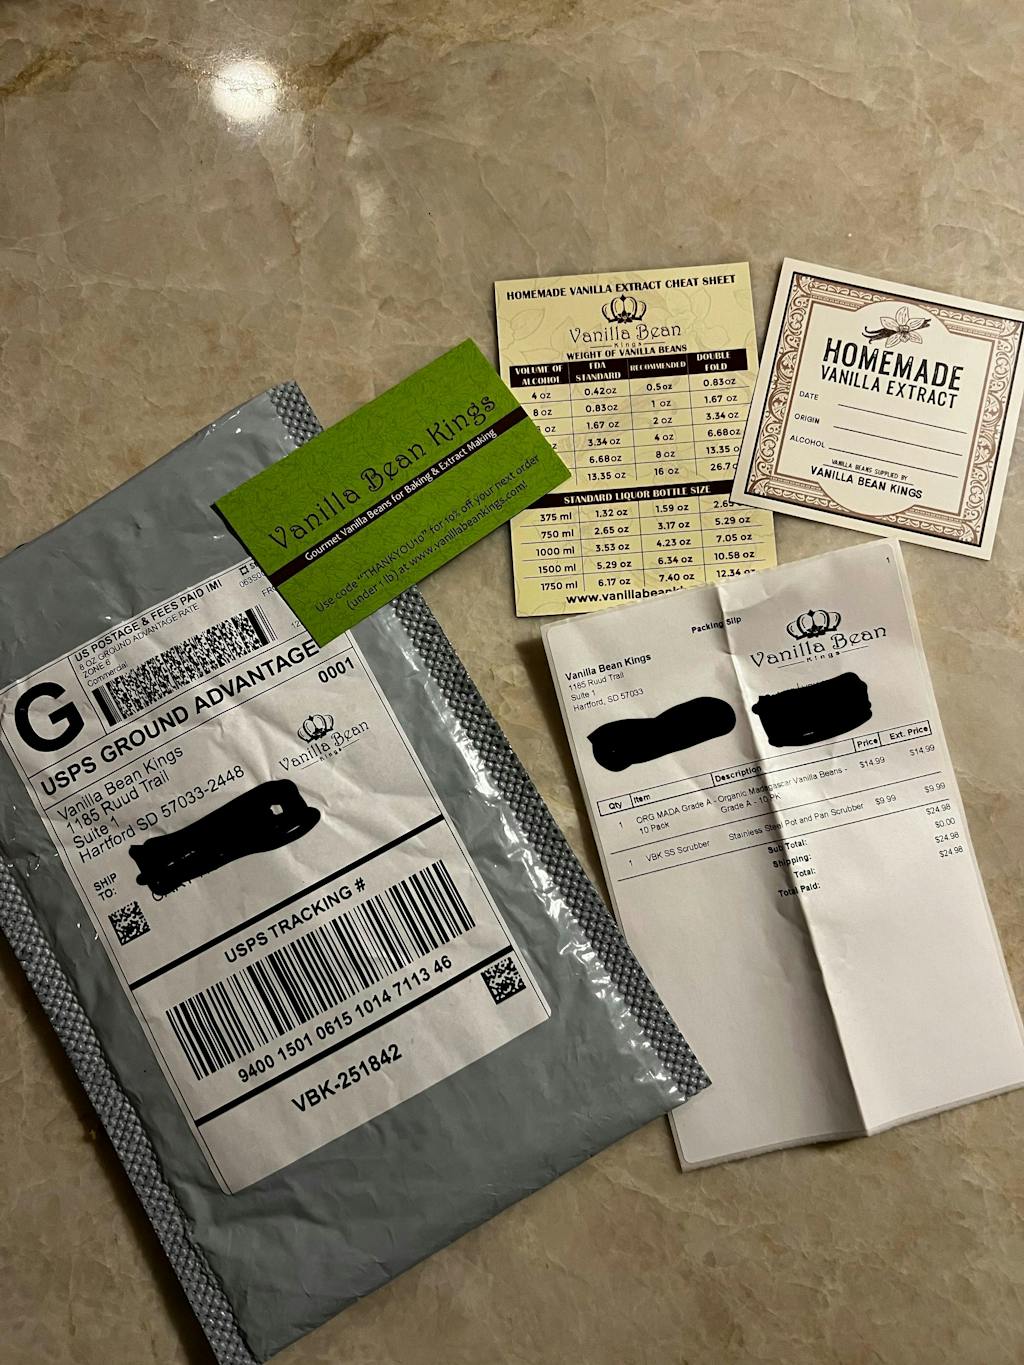 HOMEMADE VANILLA EXTRACT CHEAT SHEET
Vanilla Bean
Kings
WEIGHT OF VANILLA BEANS
VOLUME OF ALCOHOL FDA STANDARD RECOMMENDED DOUBLE FOLD
4 oz 0.42oz 0.5oz 0.83oz
8 oz 0.83oz 1 oz 1.67 oz
oz 1.67 oz 2 oz 3.34 oz
3.34 oz 4 oz 6.68oz
6.68oz 8 oz 13.35 o
13.35 oz 16 oz 26.7
STANDARD LIQUOR BOTTLE SIZE
375 ml 1.32 oz 1.59 oz 2.65
750 ml 2.65 oz 3.17 oz 5.29 oz
1000 ml 3.53 oz 4.23 oz 7.05 oz
1500 ml 5.29 oz 6.34 oz 10.58 oz
1750 ml 6.17 oz 7.40 oz 12.34 oz
www.vanillabeank
HOMEMADE
VANILLA EXTRACT
DATE
ORIGIN
ALCOHOL
VANILLA BEANS SUPPLIED BY
VANILLA BEAN KINGS
Vanilla Bean Kings
Gourmet Vanilla Beans for Baking & Extract Making
Use code "THANKYOU10" for 10% off your next order
(under 1 lb) at www.vanillabeankings.com!
G
US POSTAGE & FEES PAID IMI
8 OZ GROUND ADVANTAGE RATE
ZONE 6
Commercial
063S0
USPS GROUND ADVANTAGE
0001
Vanilla Bean Kings
1185 Ruud Trail
Suite 1
Hartford SD 57033-2448
Vanilla Bean
Kings
SHIP
TO:
USPS TRACKING #
9400 1501 0615 1014 7113 46
VBK-251842
1
Packing Slip
Vanilla Bean
Kings
Vanilla Bean Kings
1185 Ruud Trail
Suite 1
Hartford, SD 57033
Qty Item Description Price Ext. Price
1 ORG MADA Grade A - 10 Pack Organic Madagascar Vanilla Beans - Grade A - 10 PK $14.99 $14.99
1 VBK SS Scrubber Stainless Steel Pot and Pan Scrubber $9.99 $9.99
Sub Total: $24.98
Shipping: $0.00
Total: $24.98
Total Paid: $24.98